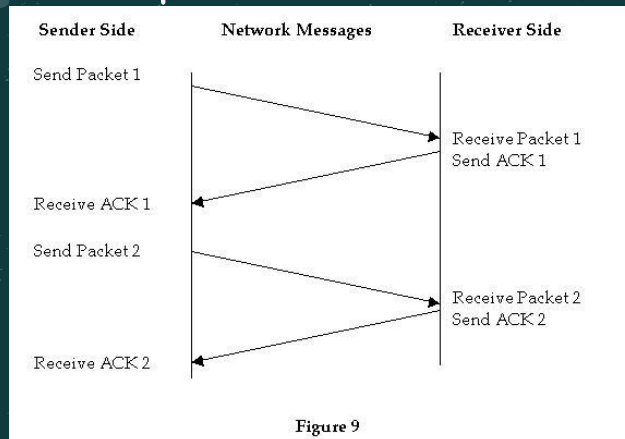 Sender Side Network Messages Receiver Side
Send Packet 1
Receive Packet 1
Send ACK 1
Receive ACK 1
Send Packet 2
Receive Packet 2
Send ACK 2
Receive ACK 2
Figure 9